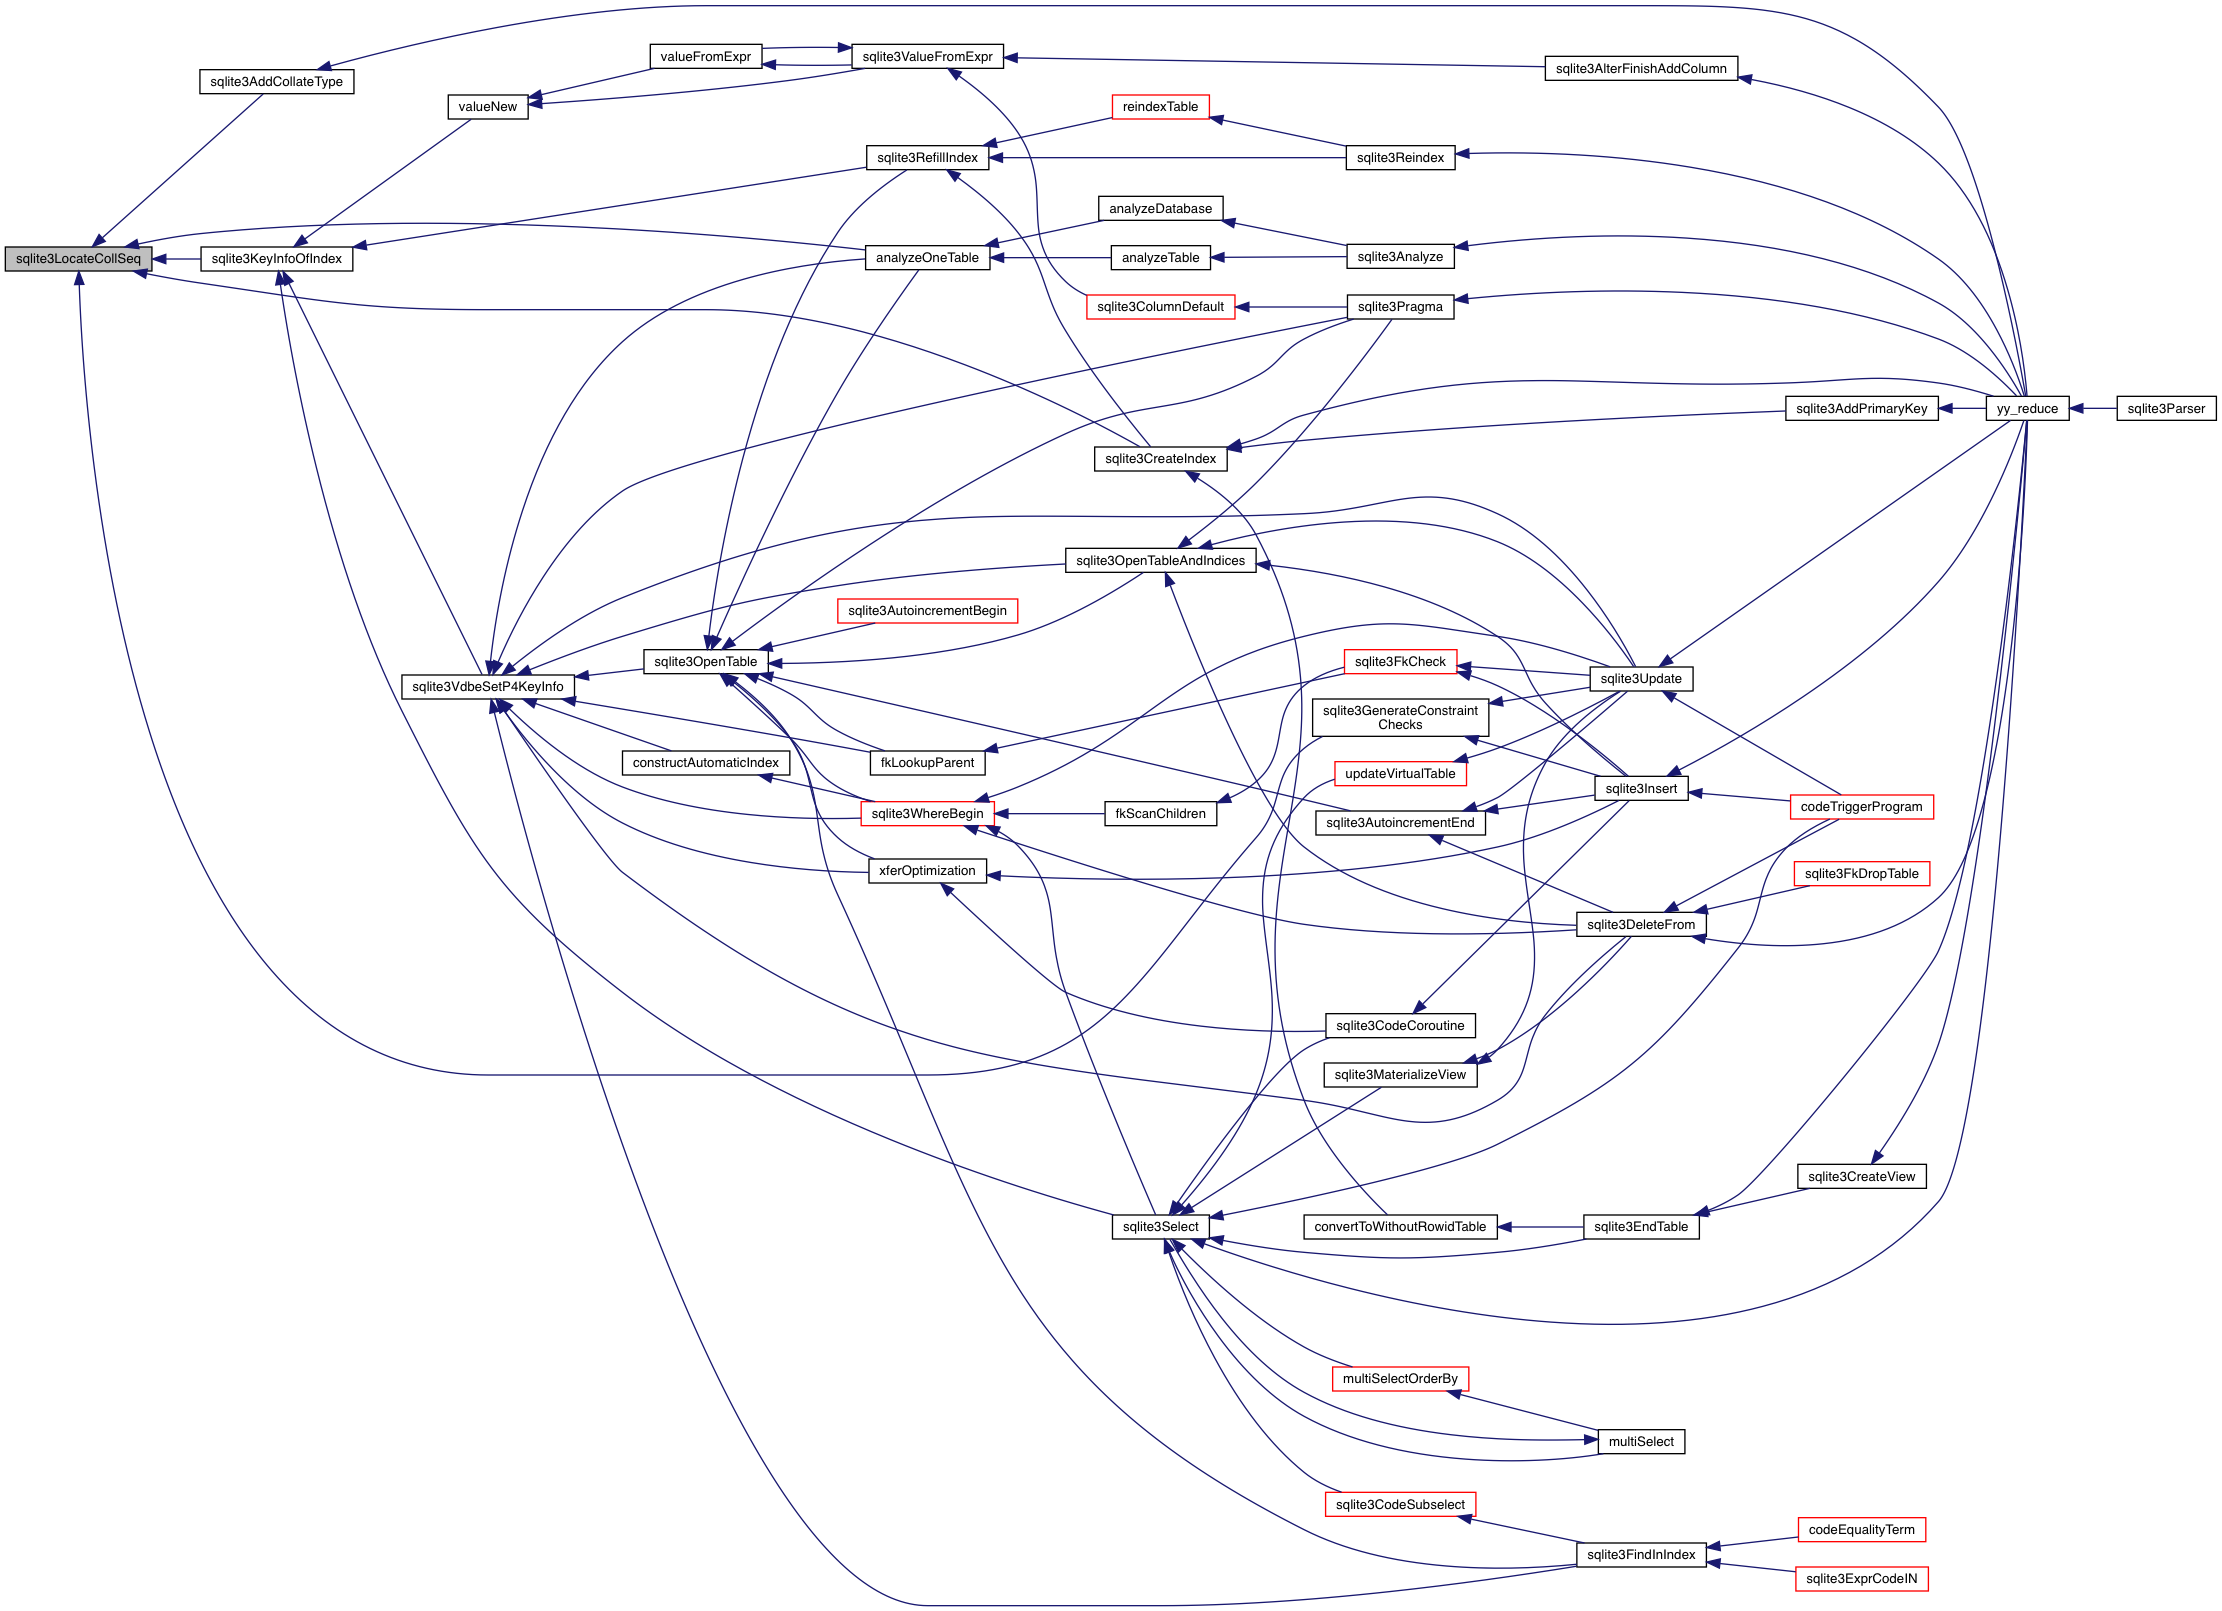 sqlite3LocateCollSeq
sqlite3AddCollateType
sqlite3KeyInfoOfIndex
valueNew
sqlite3VdbeSetP4KeyInfo
valueFromExpr
sqlite3OpenTable
constructAutomaticIndex
sqlite3ValueFromExpr
sqlite3RefillIndex
analyzeOneTable
sqlite3AutoincrementBegin
fkLookupParent
sqlite3WhereBegin
xferOptimization
reindexTable
analyzeDatabase
analyzeTable
sqlite3ColumnDefault
sqlite3CreateIndex
sqlite3OpenTableAndIndices
fkScanChildren
sqlite3Select
sqlite3Reindex
sqlite3Analyze
sqlite3Pragma
sqlite3FkCheck
sqlite3GenerateConstraint
Checks
updateVirtualTable
sqlite3AutoincrementEnd
sqlite3CodeCoroutine
sqlite3MaterializeView
convertToWithoutRowidTable
multiSelectOrderBy
sqlite3CodeSubselect
sqlite3AlterFinishAddColumn
sqlite3Update
sqlite3Insert
sqlite3DeleteFrom
sqlite3EndTable
multiSelect
sqlite3FindInIndex
sqlite3AddPrimaryKey
codeTriggerProgram
sqlite3FkDropTable
sqlite3CreateView
codeEqualityTerm
sqlite3ExprCodeIN
yy_reduce
sqlite3Parser